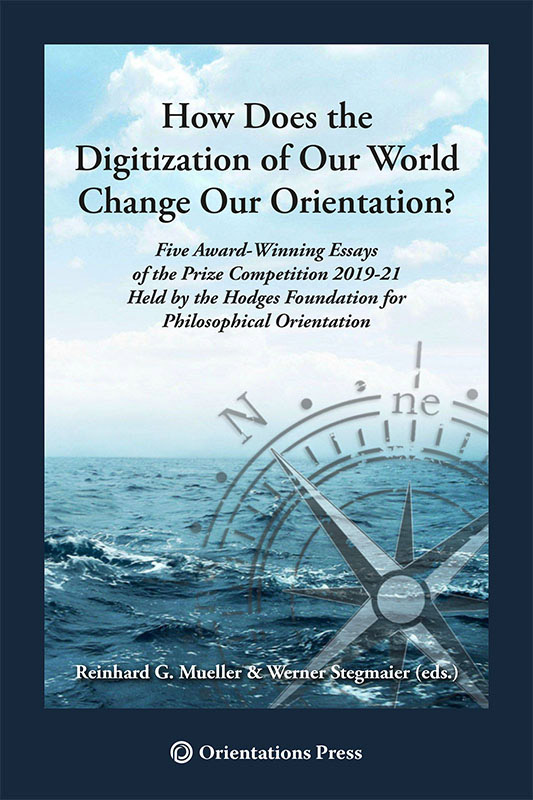 How Does the
Digitization of Our World
Change Our Orientation?
Five Award-Winning Essays
of the Prize Competition 2019-21
Held by the Hodges Foundation for
Philosophical Orientation
N
ne
Reinhard G. Mueller & Werner Stegmaier (eds.)
Orientations Press